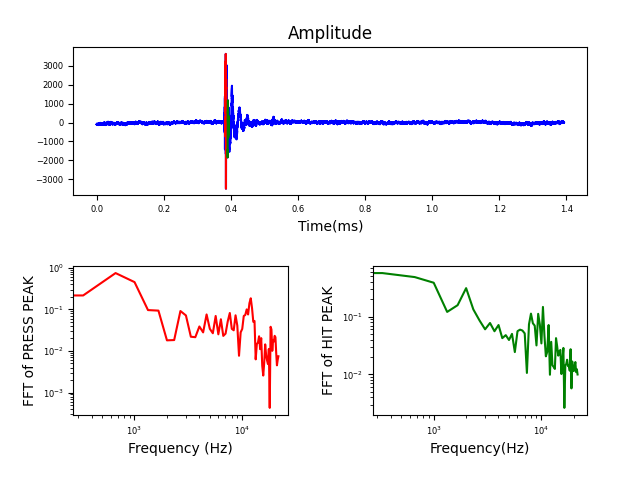 Amplitude
3000
2000
1000
0
−1000
−2000
−3000
0.0 0.2 0.4 0.6 0.8 1.0 1.2 1.4
Time(ms)
FFT of PRESS PEAK
10⁰
10⁻¹
10⁻²
10⁻³
10³ 10⁴
Frequency (Hz)
FFT of HIT PEAK
10⁻¹
10⁻²
10³ 10⁴
Frequency(Hz)